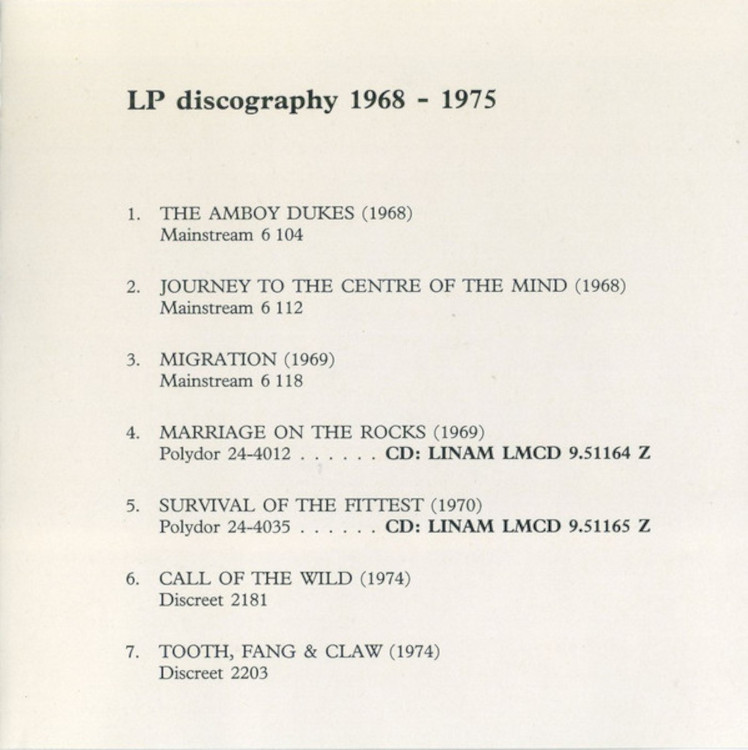 LP discography 1968 - 1975
1. THE AMBOY DUKES (1968)
Mainstream 6 104
2. JOURNEY TO THE CENTRE OF THE MIND (1968)
Mainstream 6 112
3. MIGRATION (1969)
Mainstream 6 118
4. MARRIAGE ON THE ROCKS (1969)
Polydor 24-4012 . . . . . . CD: LINAM LMCD 9.51164 Z
5. SURVIVAL OF THE FITTEST (1970)
Polydor 24-4035 . . . . . . CD: LINAM LMCD 9.51165 Z
6. CALL OF THE WILD (1974)
Discreet 2181
7. TOOTH, FANG & CLAW (1974)
Discreet 2203